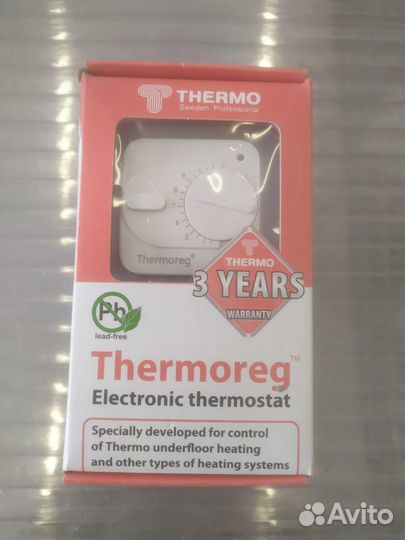 THERMO
Sweden. Professional
Thermoreg
THERMO
3 YEARS
WARRANTY
Pb
lead-free
Thermoreg™
Electronic thermostat
Specially developed for control
of Thermo underfloor heating
and other types of heating systems
Avito